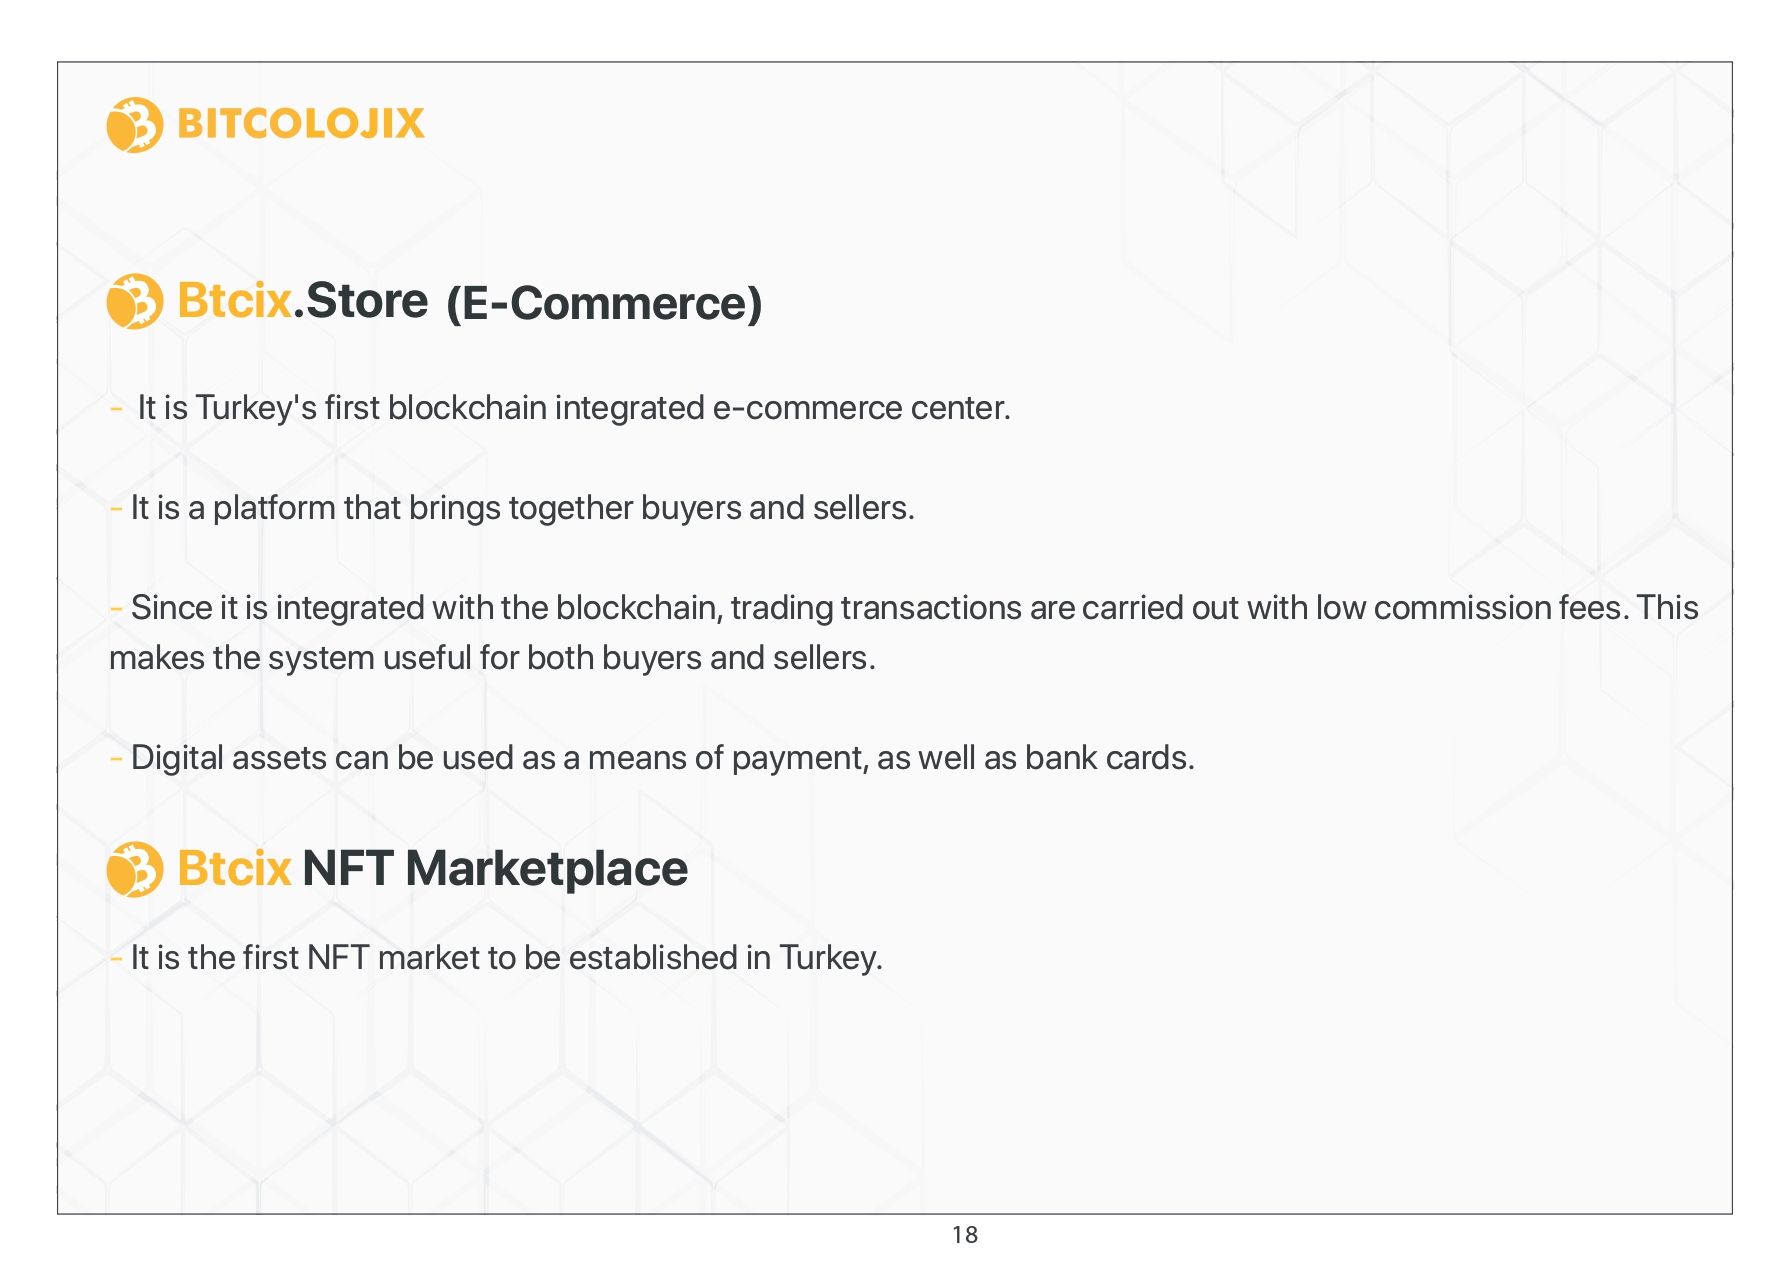 BITCOLOJIX
Btcix.Store (E-Commerce)
- It is Turkey's first blockchain integrated e-commerce center.
- It is a platform that brings together buyers and sellers.
- Since it is integrated with the blockchain, trading transactions are carried out with low commission fees. This
makes the system useful for both buyers and sellers.
- Digital assets can be used as a means of payment, as well as bank cards.
Btcix NFT Marketplace
- It is the first NFT market to be established in Turkey.
18